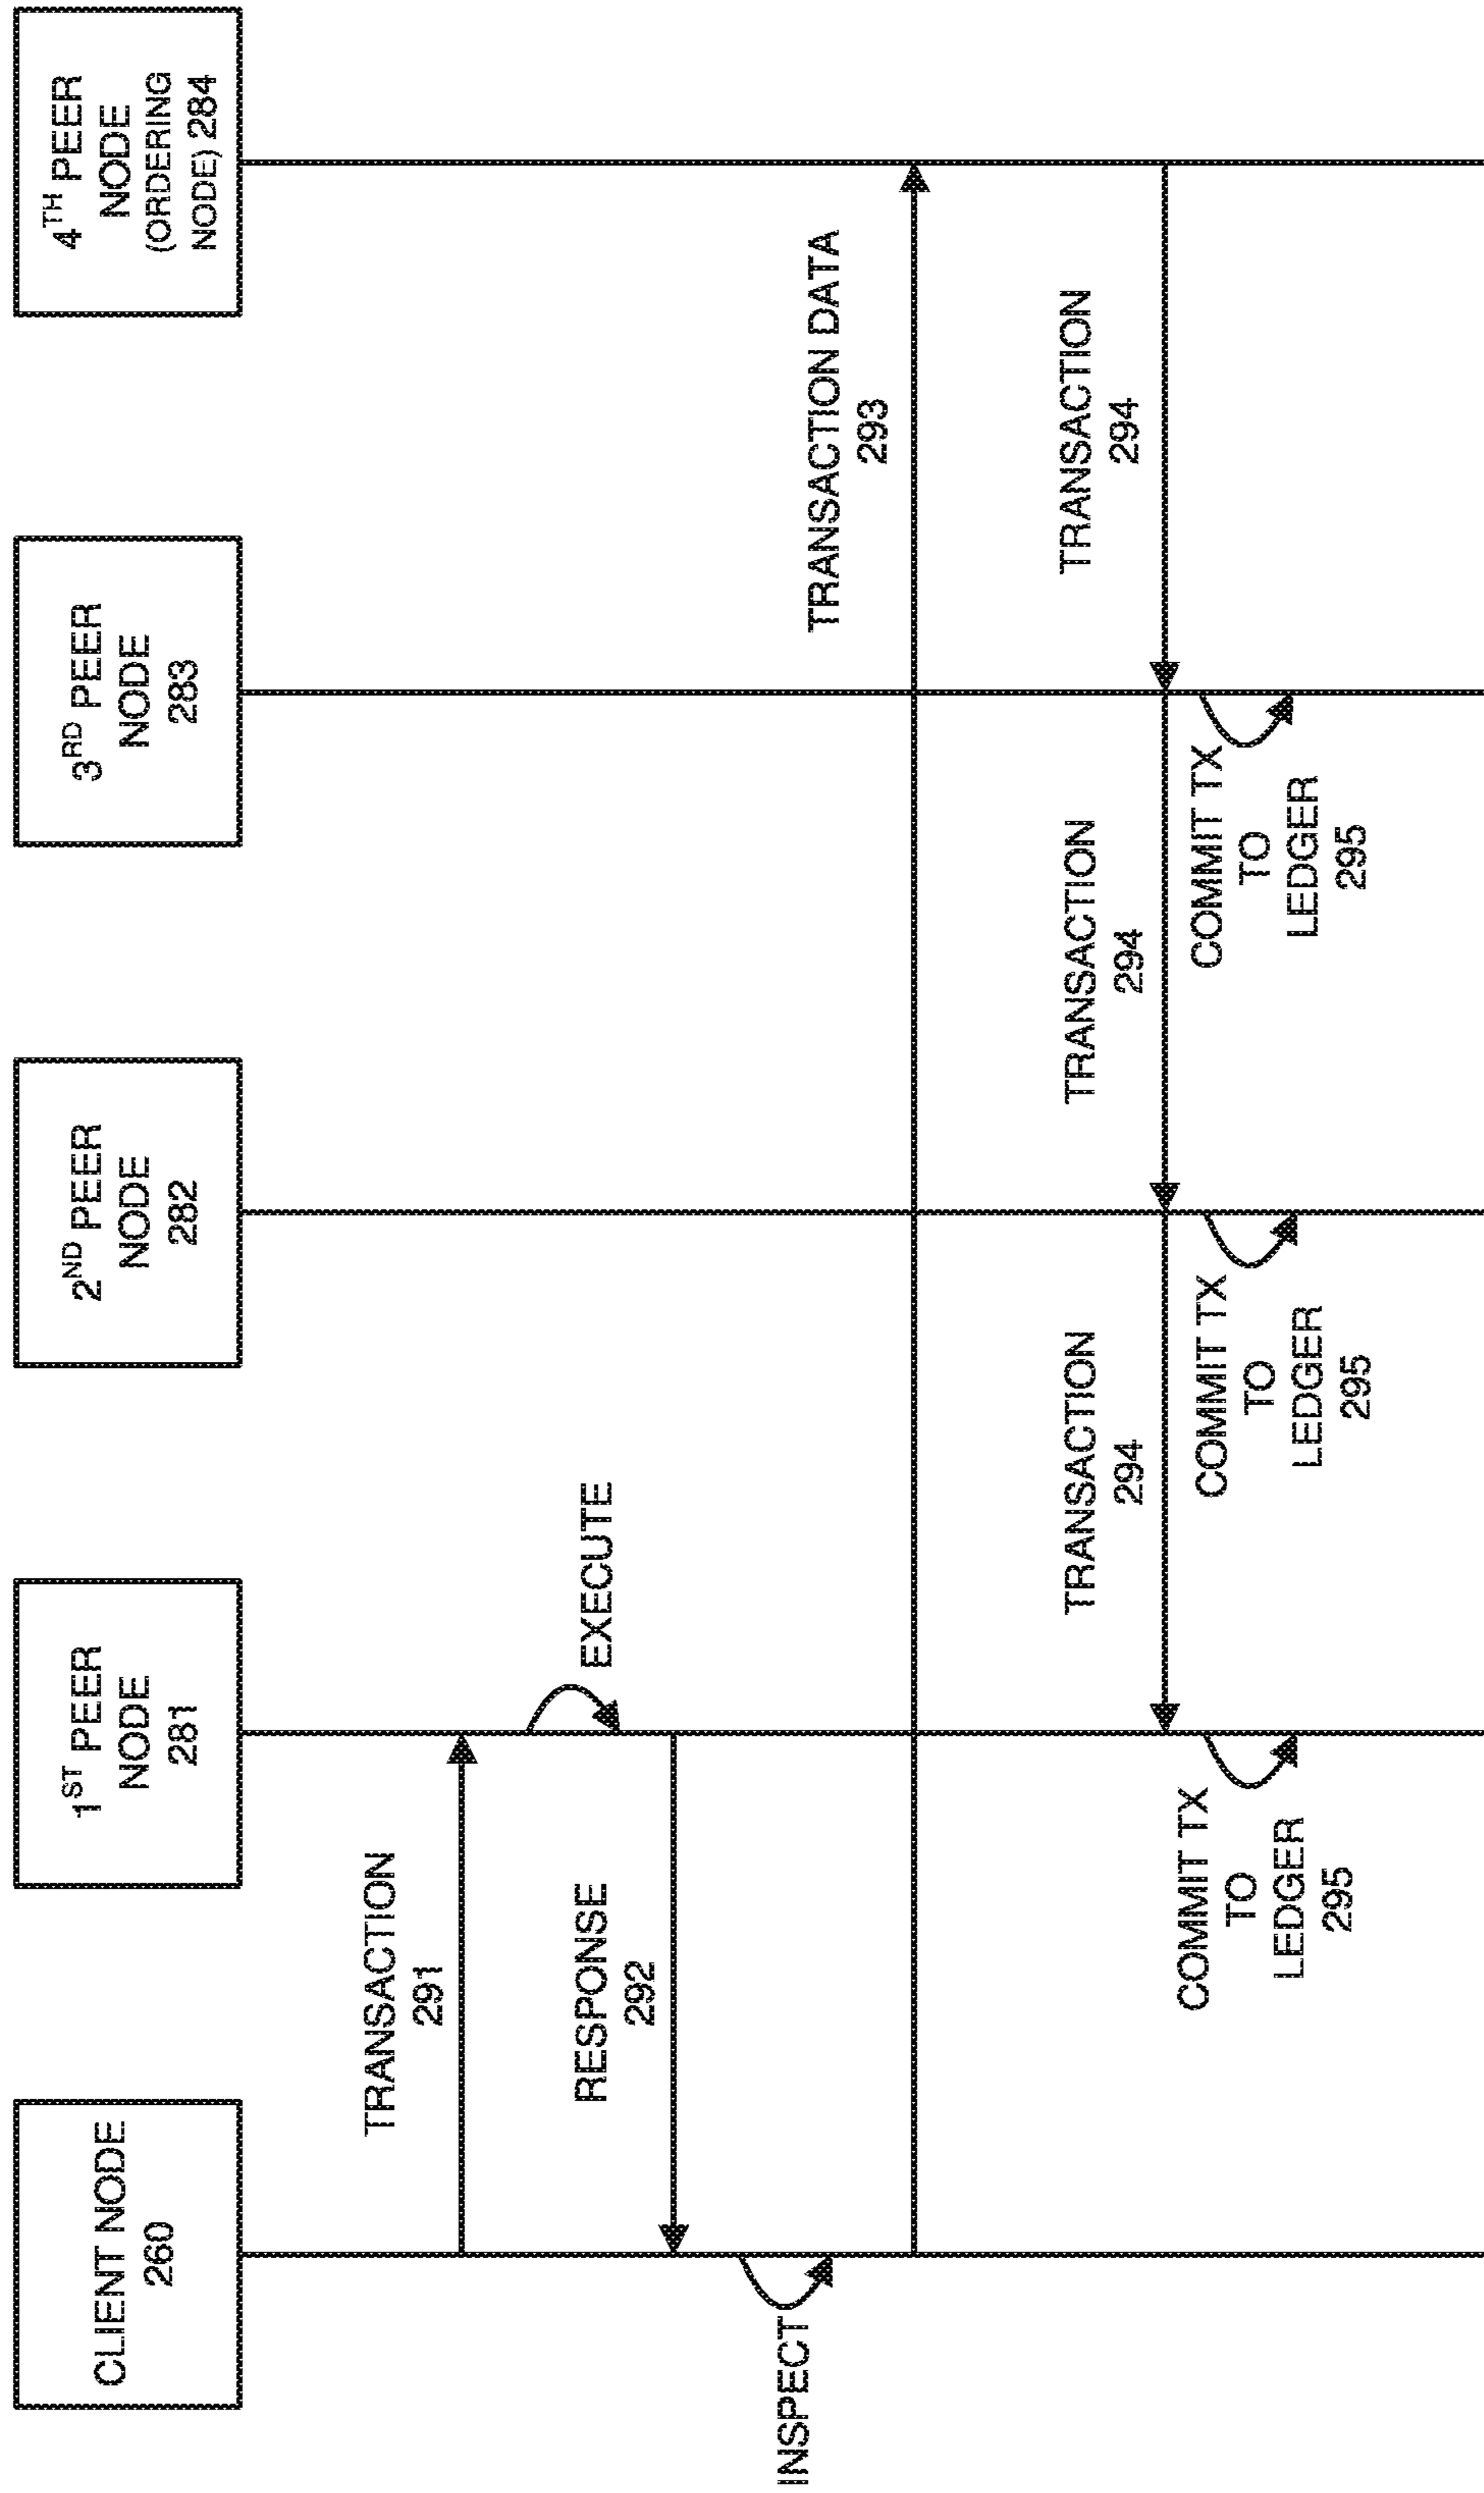 CLIENT NODE
260
1ST PEER
NODE
281
2ND PEER
NODE
282
3RD PEER
NODE
283
4TH PEER
NODE
(ORDERING
NODE) 284
TRANSACTION
291
EXECUTE
RESPONSE
292
INSPECT
TRANSACTION DATA
293
TRANSACTION
294
TRANSACTION
294
TRANSACTION
294
COMMIT TX
TO
LEDGER
295
COMMIT TX
TO
LEDGER
295
COMMIT TX
TO
LEDGER
295